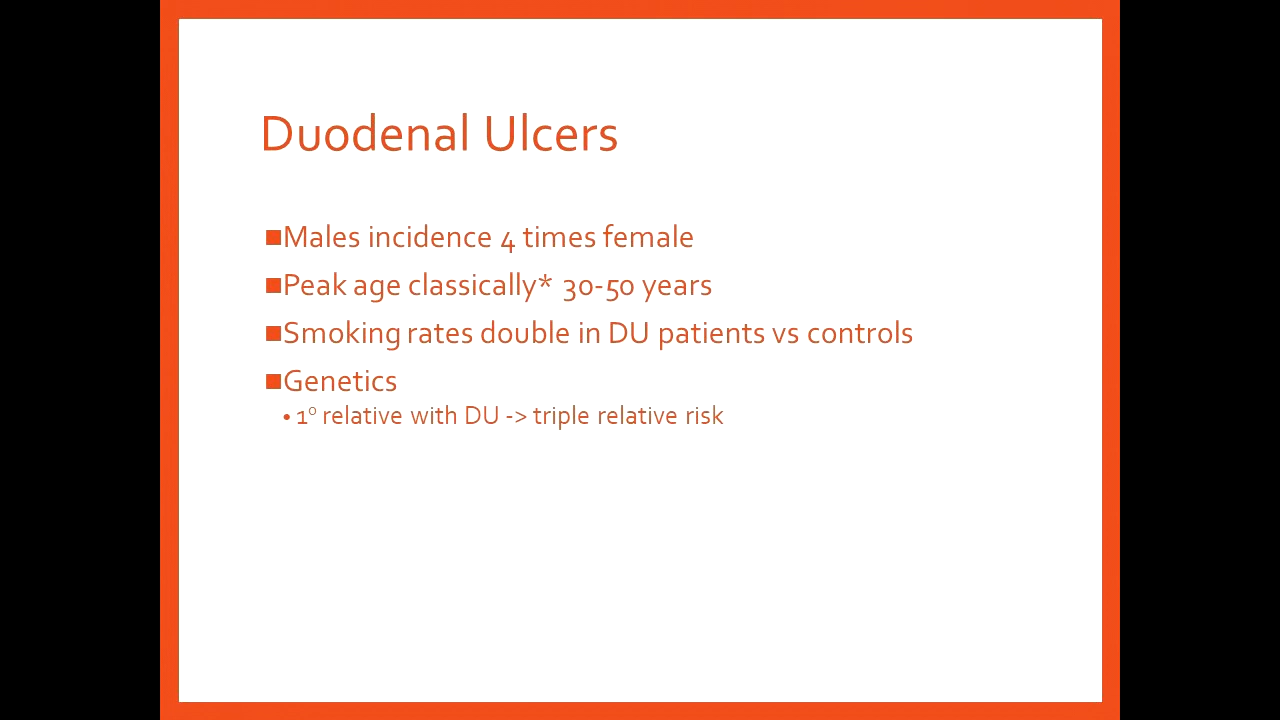 Duodenal Ulcers
■Males incidence 4 times female
■Peak age classically* 30-50 years
■Smoking rates double in DU patients vs controls
■Genetics
• 1º relative with DU -> triple relative risk